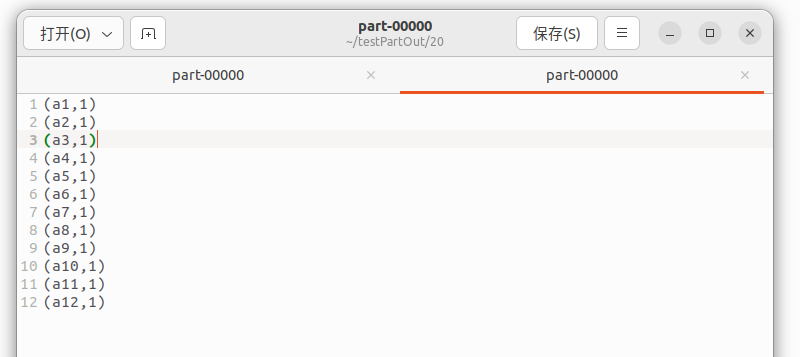 打开(O)
part-00000
~/testPartOut/20
保存(S)
part-00000
part-00000
1 (a1,1)
2 (a2,1)
3 (a3,1)
4 (a4,1)
5 (a5,1)
6 (a6,1)
7 (a7,1)
8 (a8,1)
9 (a9,1)
10 (a10,1)
11 (a11,1)
12 (a12,1)